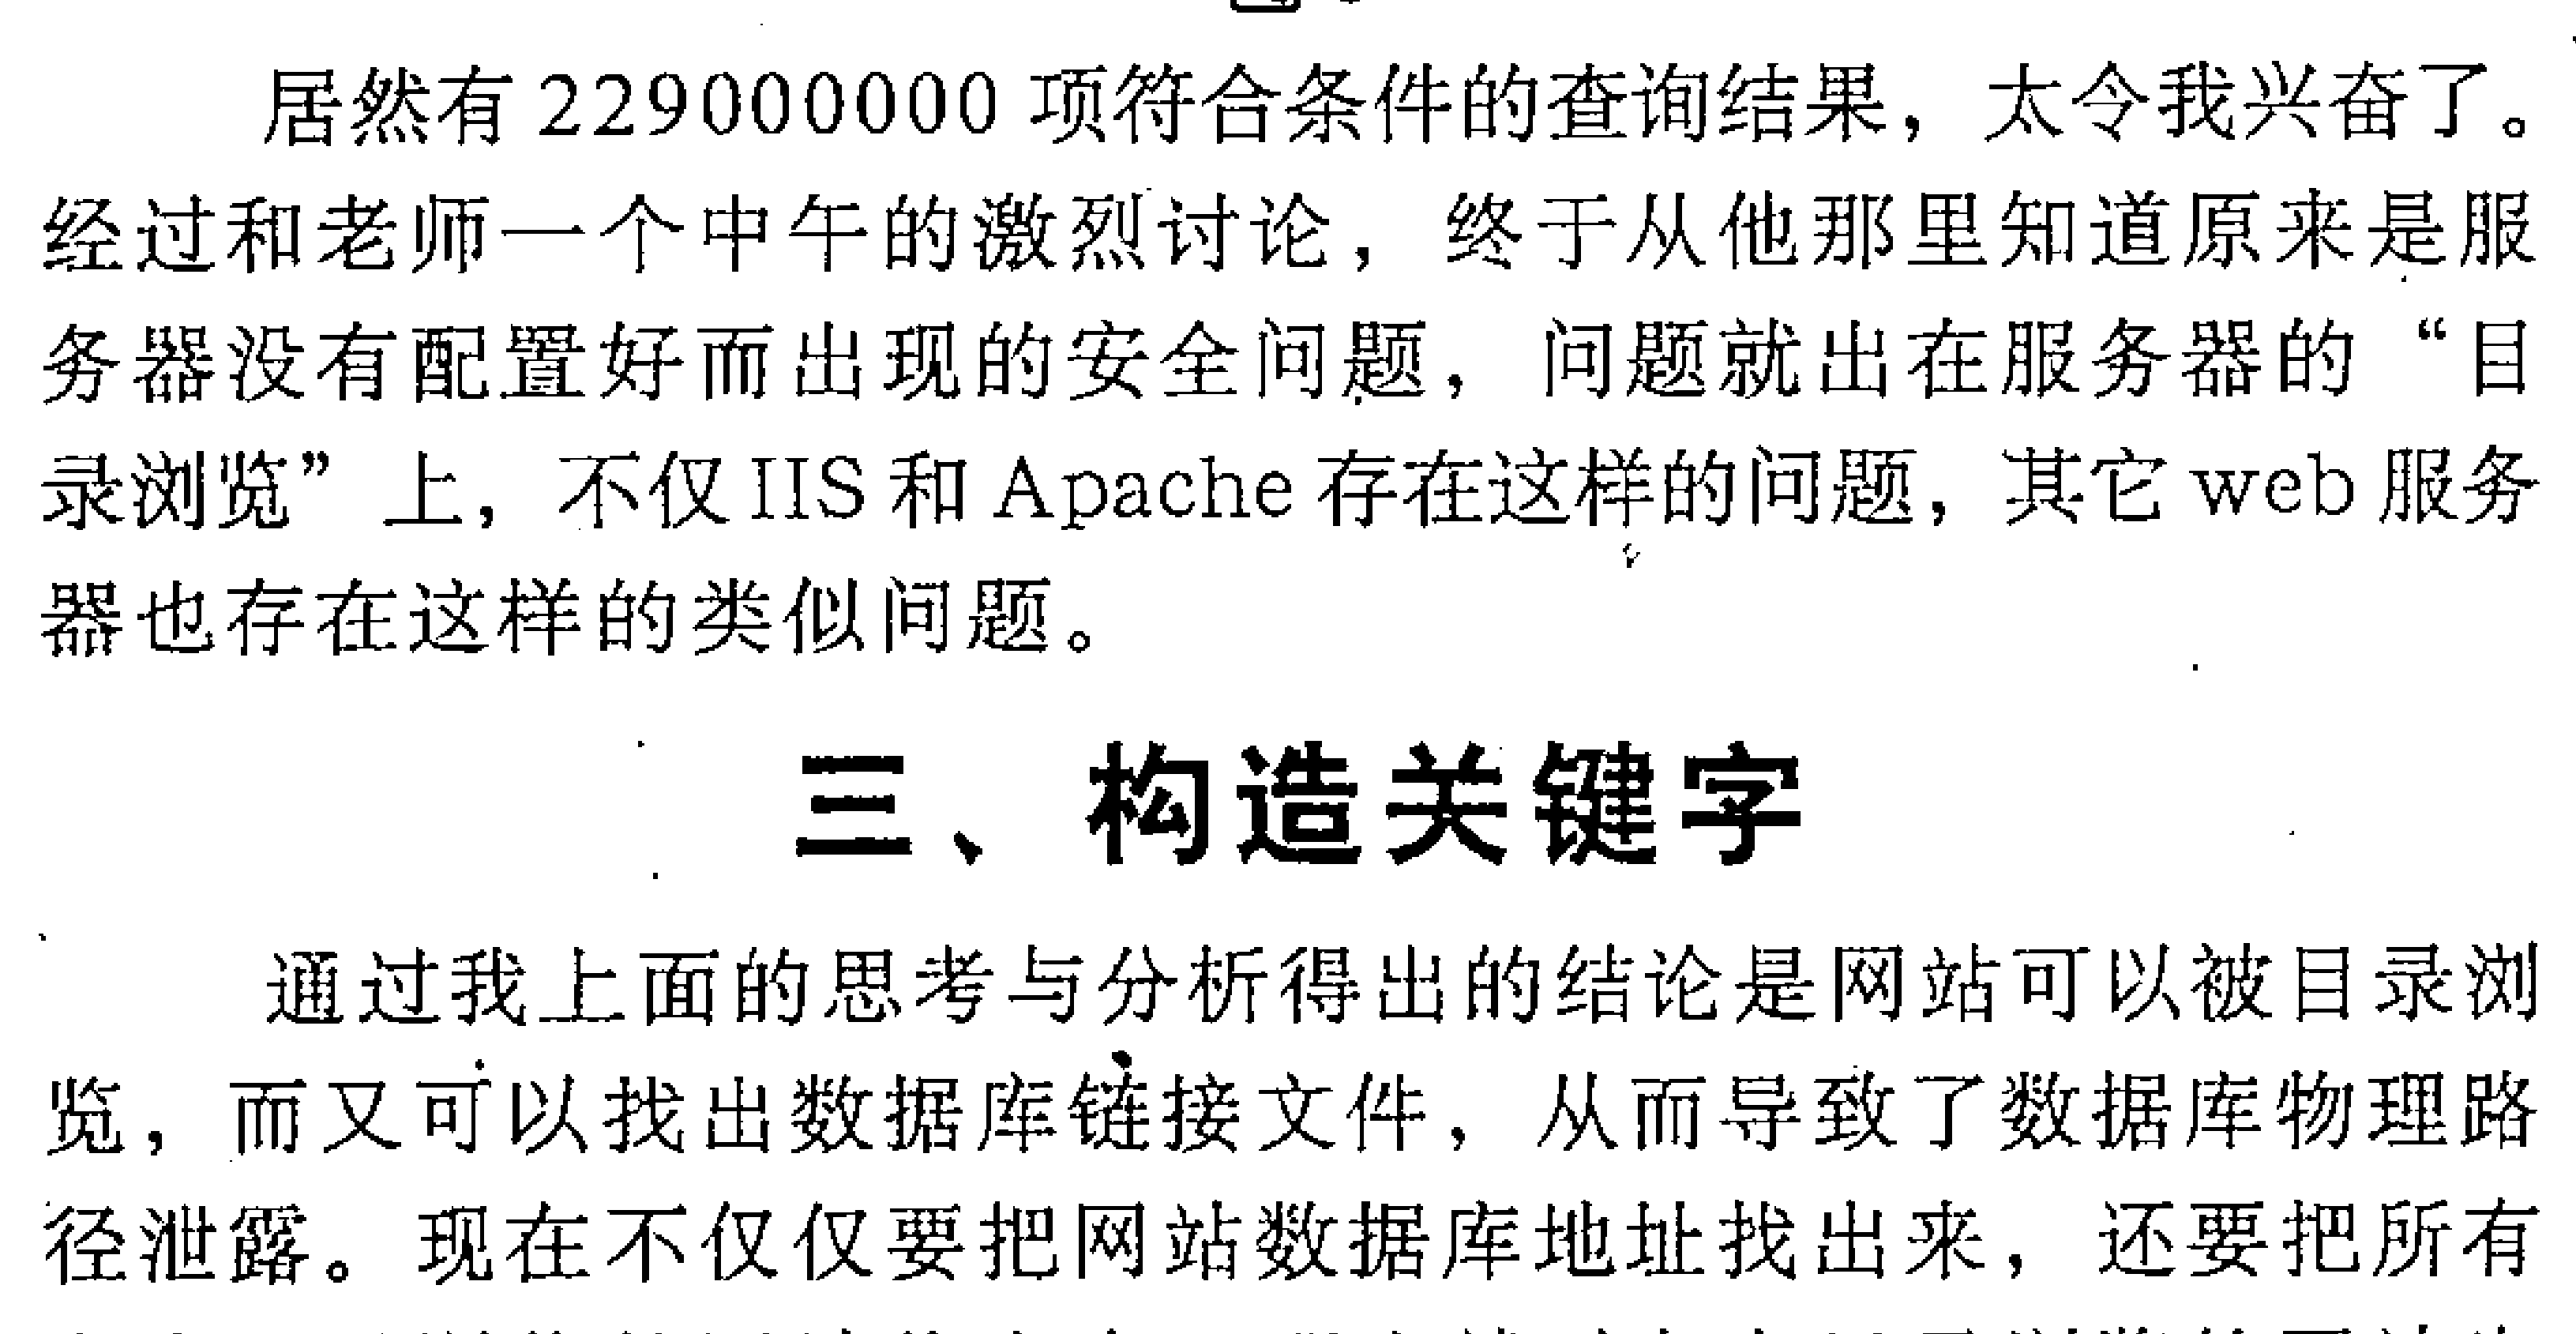 居然有229000000项符合条件的查询结果，太令我兴奋了。
经过和老师一个中午的激烈讨论，终于从他那里知道原来是服
务器没有配置好而出现的安全问题，问题就出在服务器的“目
录浏览”上，不仅IIS和Apache存在这样的问题，其它web服务
器也存在这样的类似问题。
三、构造关键字
通过我上面的思考与分析得出的结论是网站可以被目录浏
览，而又可以找出数据库链接文件，从而导致了数据库物理路
径泄露。现在不仅仅要把网站数据库地址找出来，还要把所有